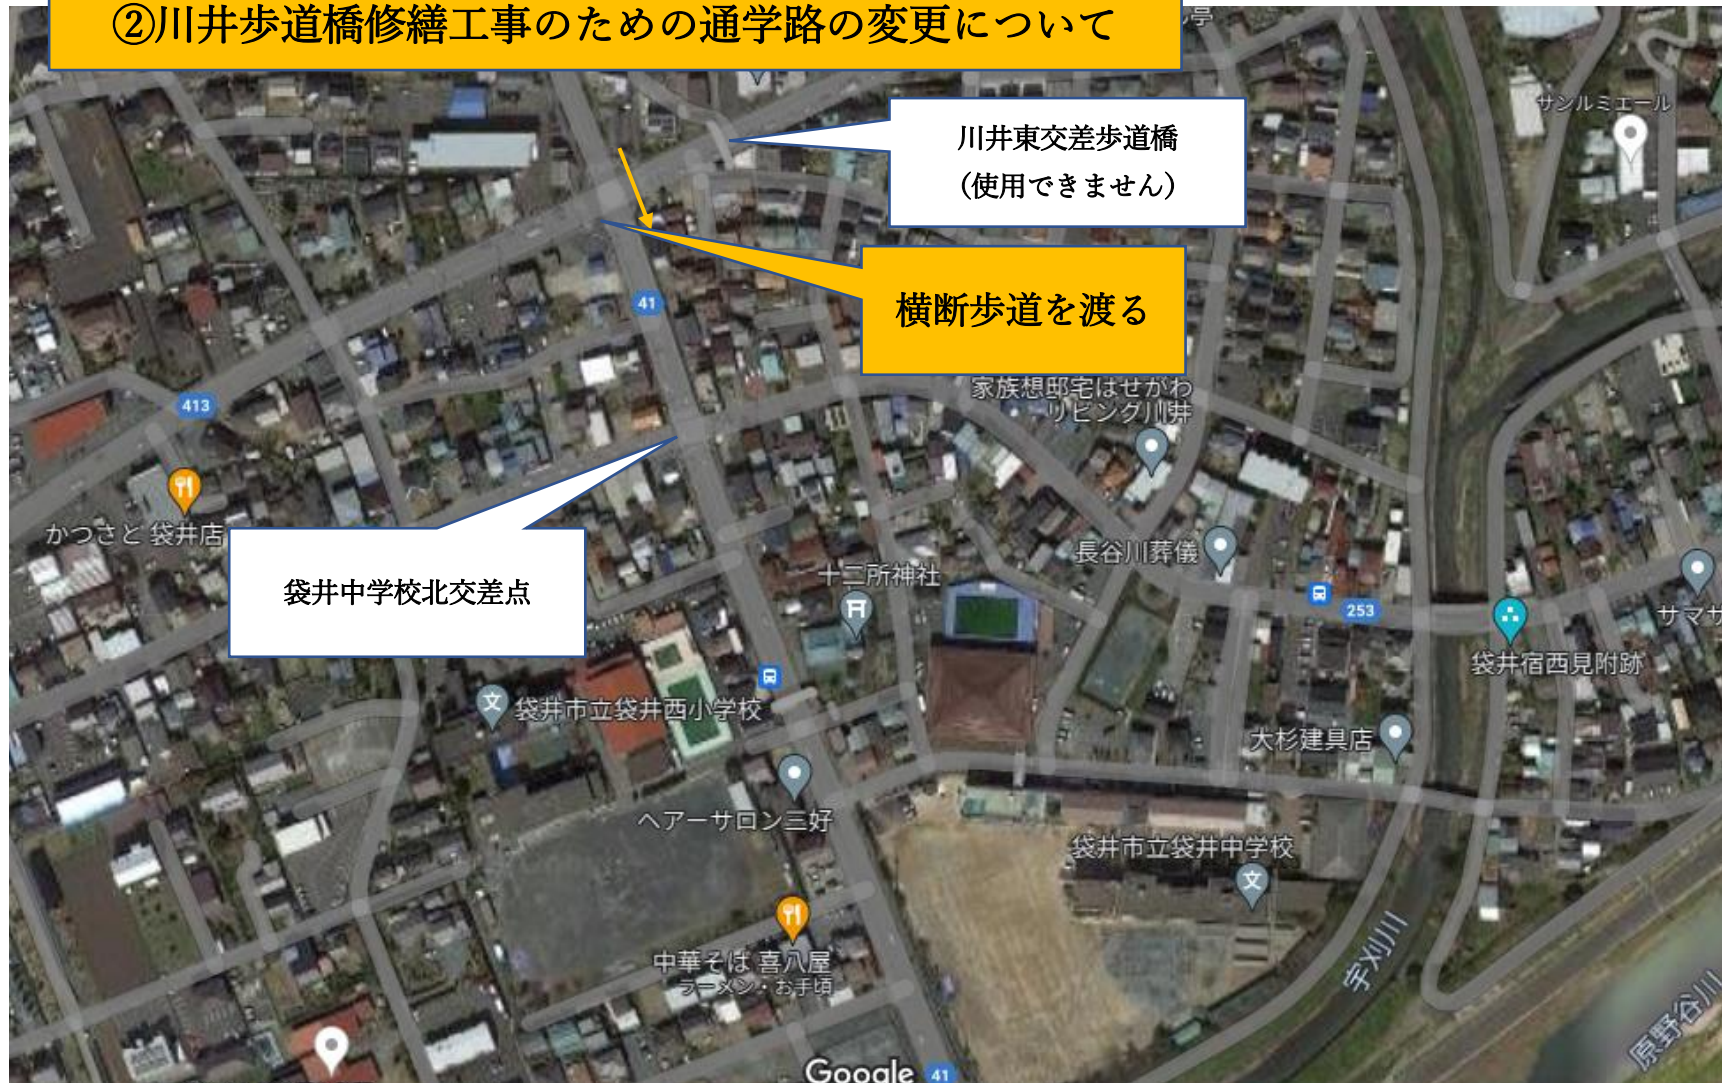 ②川井歩道橋修繕工事のための通学路の変更について
亭
サンルミエール
川井東交差歩道橋
（使用できません）
横断歩道を渡る
41
家族想邸宅はせがわ
リビング川井
413
かつさと 袋井店
袋井中学校北交差点
長谷川葬儀
十二所神社
253
サマサ
袋井宿西見附跡
文
袋井市立袋井西小学校
大杉建具店
ヘアーサロン三好
袋井市立袋井中学校
文
中華そば 喜八屋
ラーメン・お手頃
宇刈川
原野谷川
Google
41